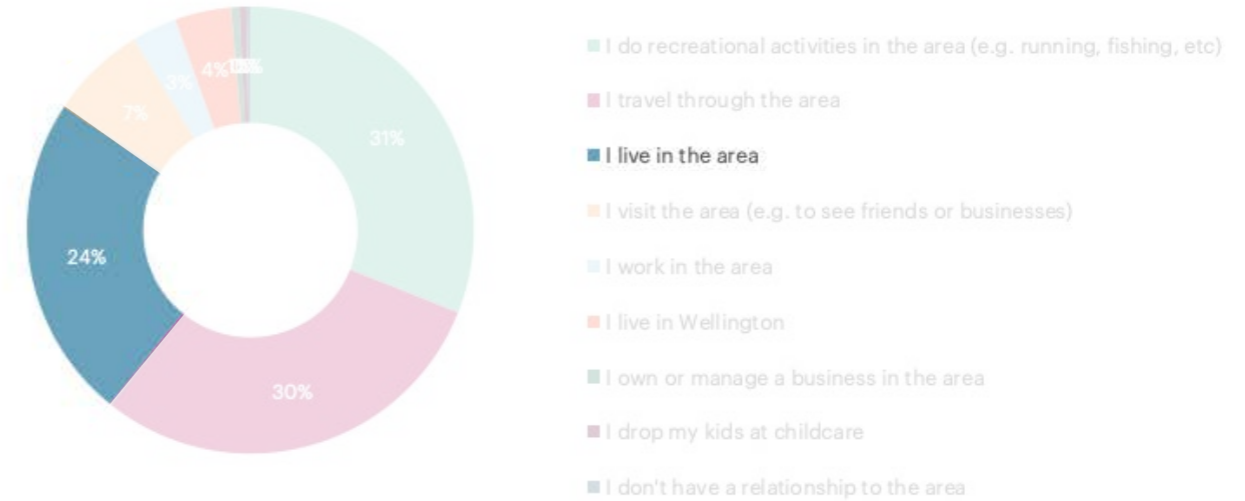 I do recreational activities in the area (e.g. running, fishing, etc)
I travel through the area
I live in the area
I visit the area (e.g. to see friends or businesses)
I work in the area
I live in Wellington
I own or manage a business in the area
I drop my kids at childcare
I don't have a relationship to the area
31%
30%
24%
7%
3%
4%